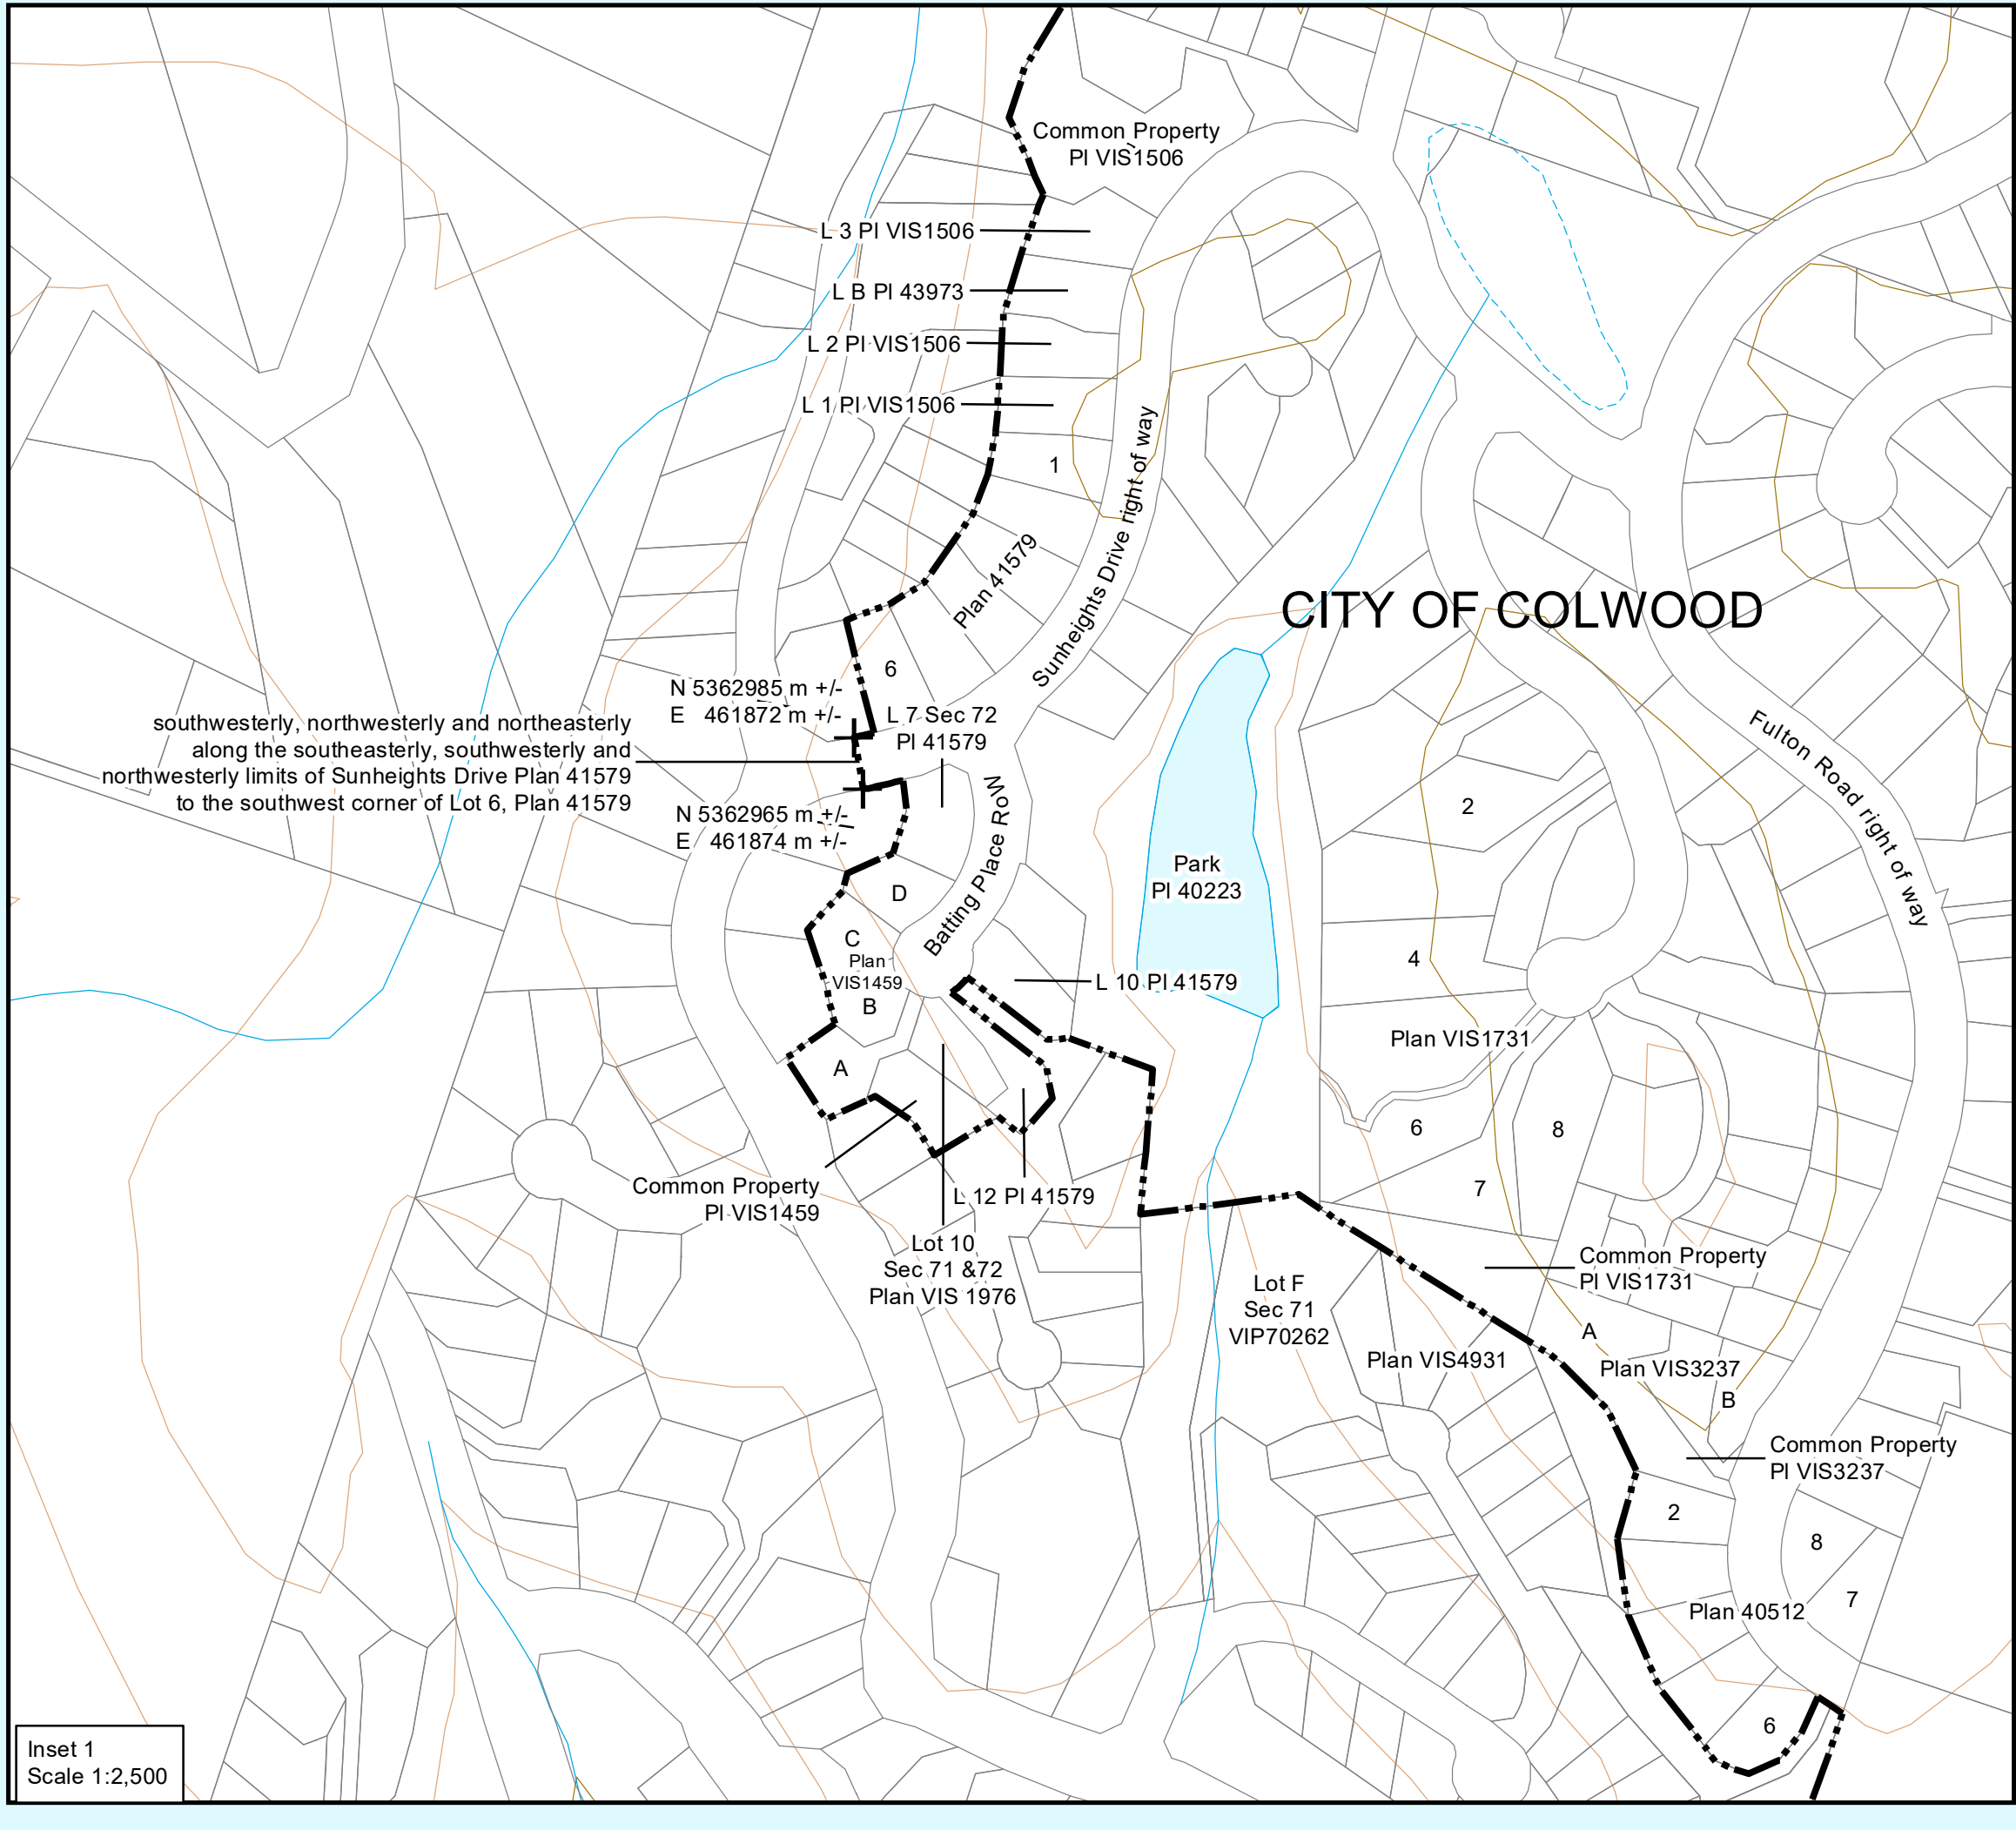 Common Property
Pl VIS1506
L 3 Pl VIS1506
L B Pl 43973
L 2 Pl VIS1506
L 1 Pl VIS1506
1
Sunheights Drive right of way
Plan 41579
CITY OF COLWOOD
6
N 5362985 m +/-
E 461872 m +/-
L 7 Sec 72
Pl 41579
southwesterly, northwesterly and northeasterly
along the southeasterly, southwesterly and
northwesterly limits of Sunheights Drive Plan 41579
to the southwest corner of Lot 6, Plan 41579
N 5362965 m +/-
E 461874 m +/-
Batting Place RoW
Fulton Road right of way
2
Park
Pl 40223
D
C
Plan
VIS1459
B
L 10 Pl 41579
4
Plan VIS1731
A
6
8
7
Common Property
Pl VIS1459
L 12 Pl 41579
Lot 10
Sec 71 &72
Plan VIS 1976
Common Property
Pl VIS1731
Lot F
Sec 71
VIP70262
A
Plan VIS4931
Plan VIS3237
B
Common Property
Pl VIS3237
2
8
7
Plan 40512
6
Inset 1
Scale 1:2,500